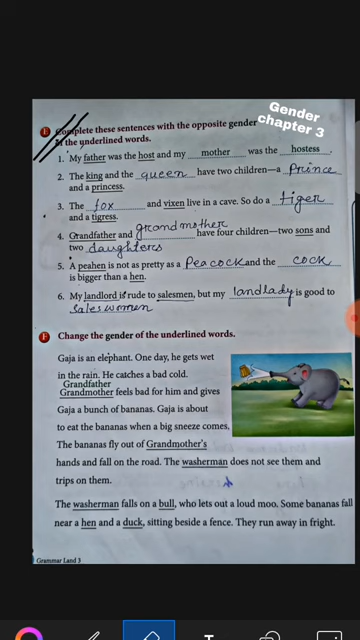 Gender
chapter 3
E Complete these sentences with the opposite gender
of the underlined words.
1. My father was the host and my mother was the hostess.
2. The king and the queen have two children—a Prince
and a princess.
3. The fox and vixen live in a cave. So do a tiger
and a tigress.
4. Grandfather and grandmother have four children—two sons and
two daughters
5. A peahen is not as pretty as a Peacock and the cock
is bigger than a hen.
6. My landlord is rude to salesmen, but my landlady is good to
saleswomen
F Change the gender of the underlined words.
Gaja is an elephant. One day, he gets wet
in the rain. He catches a bad cold.
Grandfather
Grandmother feels bad for him and gives
Gaja a bunch of bananas. Gaja is about
to eat the bananas when a big sneeze comes.
The bananas fly out of Grandmother's
hands and fall on the road. The washerman does not see them and
trips on them.
The washerman falls on a bull, who lets out a loud moo. Some bananas fall
near a hen and a duck, sitting beside a fence. They run away in fright.
Grammar Land 3
T